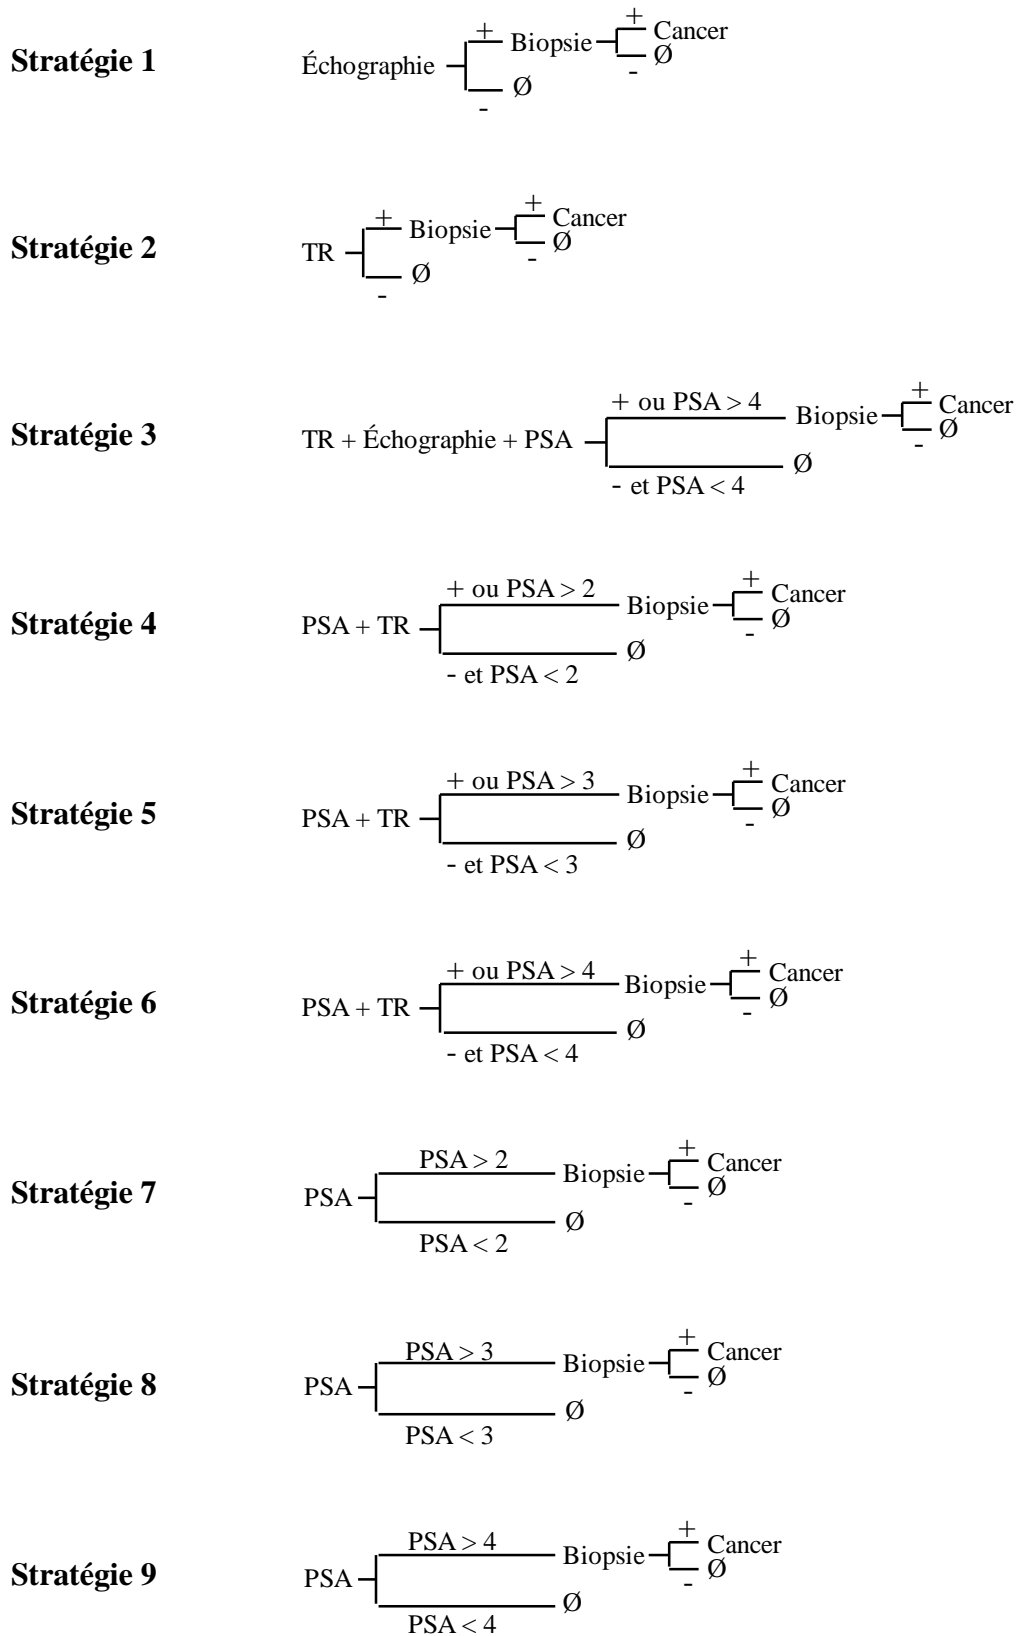 Stratégie 1
Échographie
+
Biopsie
+
Cancer
Ø
-
Ø
-
Stratégie 2
TR
+
Biopsie
+
Cancer
Ø
-
Ø
-
Stratégie 3
TR + Échographie + PSA
+ ou PSA > 4
Biopsie
+
Cancer
Ø
-
Ø
- et PSA < 4
Stratégie 4
PSA + TR
+ ou PSA > 2
Biopsie
+
Cancer
Ø
-
Ø
- et PSA < 2
Stratégie 5
PSA + TR
+ ou PSA > 3
Biopsie
+
Cancer
Ø
-
Ø
- et PSA < 3
Stratégie 6
PSA + TR
+ ou PSA > 4
Biopsie
+
Cancer
Ø
-
Ø
- et PSA < 4
Stratégie 7
PSA
PSA > 2
Biopsie
+
Cancer
Ø
-
Ø
PSA < 2
Stratégie 8
PSA
PSA > 3
Biopsie
+
Cancer
Ø
-
Ø
PSA < 3
Stratégie 9
PSA
PSA > 4
Biopsie
+
Cancer
Ø
-
Ø
PSA < 4